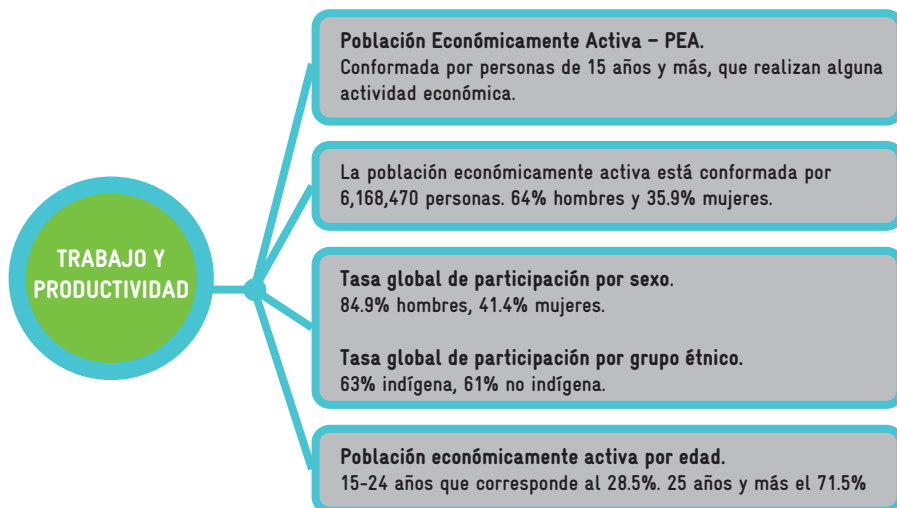 TRABAJO Y
PRODUCTIVIDAD
Población Económicamente Activa – PEA.
Conformada por personas de 15 años y más, que realizan alguna
actividad económica.
La población económicamente activa está conformada por
6,168,470 personas. 64% hombres y 35.9% mujeres.
Tasa global de participación por sexo.
84.9% hombres, 41.4% mujeres.
Tasa global de participación por grupo étnico.
63% indígena, 61% no indígena.
Población económicamente activa por edad.
15-24 años que corresponde al 28.5%. 25 años y más el 71.5%